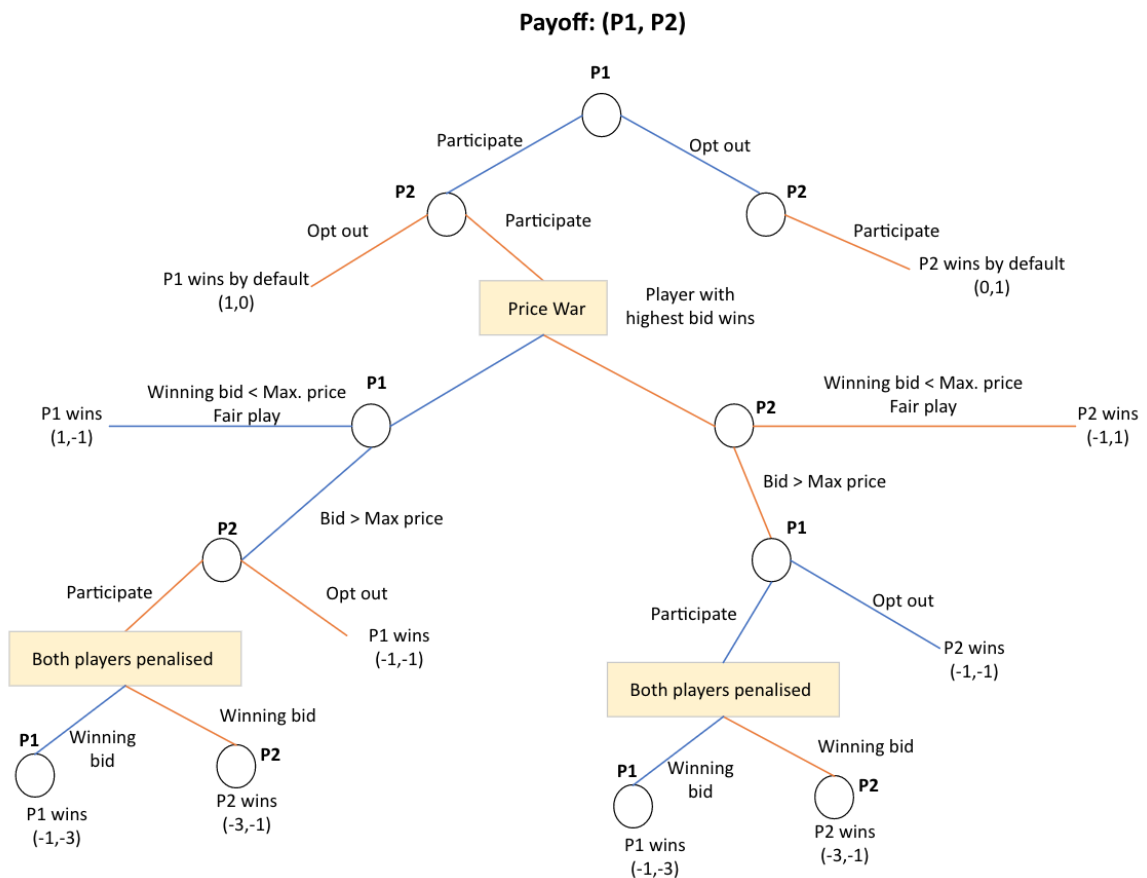 Payoff: (P1, P2)
P1
Participate
Opt out
P2
P2
Opt out
Participate
Participate
P1 wins by default
(1,0)
P2 wins by default
(0,1)
Price War
Player with
highest bid wins
P1
Winning bid < Max. price
Fair play
P1 wins
(1,-1)
P2
Winning bid < Max. price
Fair play
P2 wins
(-1,1)
Bid > Max price
Bid > Max price
P2
P1
Participate
Opt out
P1 wins
(-1,-1)
Participate
Opt out
P2 wins
(-1,-1)
Both players penalised
Both players penalised
P1
Winning
bid
Winning bid
P2
P1 wins
(-1,-3)
P2 wins
(-3,-1)
P1
Winning
bid
Winning bid
P2
P1 wins
(-1,-3)
P2 wins
(-3,-1)